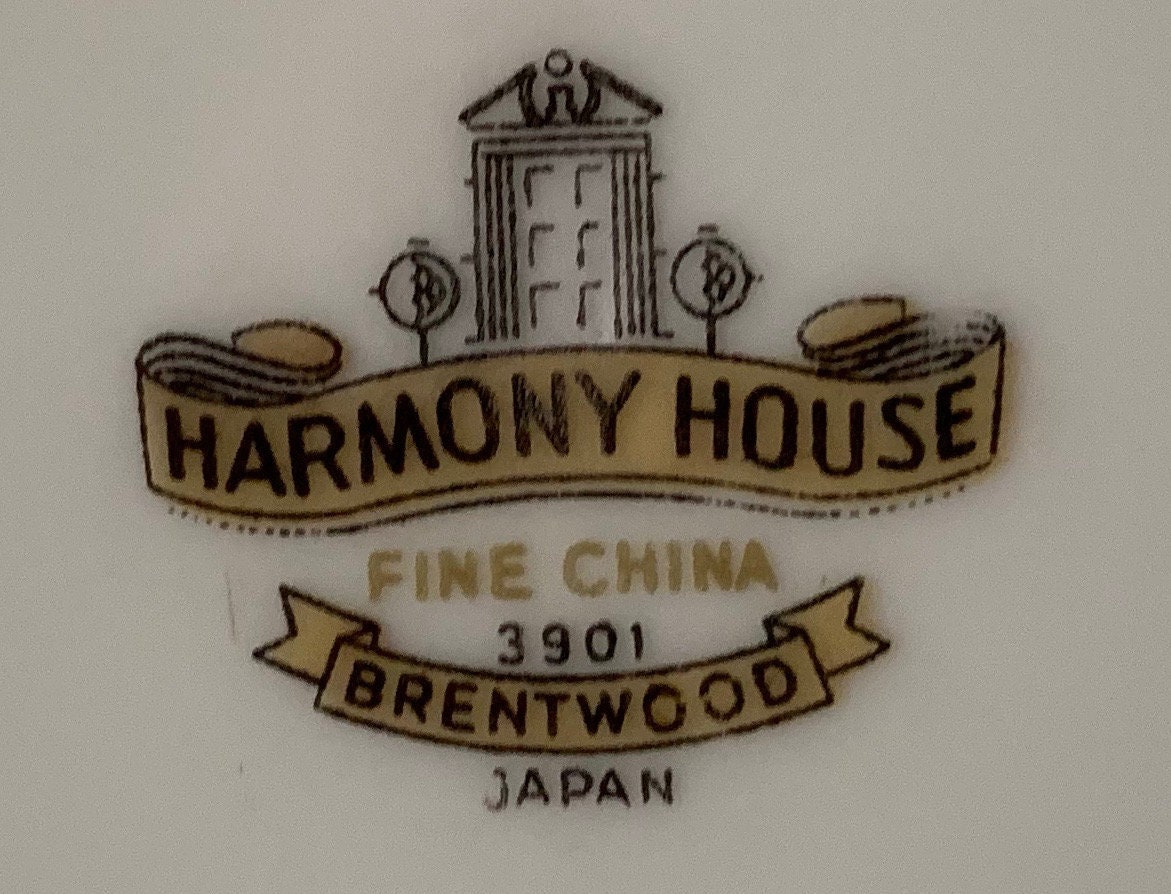 HARMONY HOUSE
FINE CHINA
3901
BRENTWOOD
JAPAN